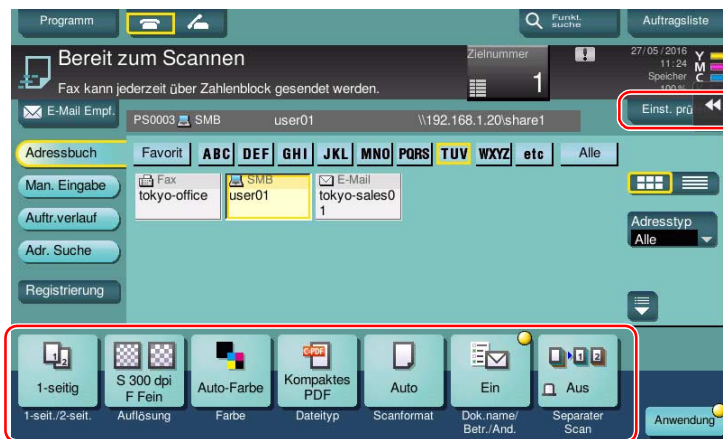 Programm
Funkt.
suche
Auftragsliste
Bereit zum Scannen
Fax kann jederzeit über Zahlenblock gesendet werden.
Zielnummer
1
27/05/2016
11:24
Speicher
100%
Y
M
C
E-Mail Empf.
PS0003 SMB user01 \\192.168.1.20\share1
Einst. prü
Adressbuch
Favorit ABC DEF GHI JKL MNO PQRS TUV WXYZ etc Alle
Man. Eingabe
Auftr.verlauf
Adr. Suche
Registrierung
Fax
tokyo-office
SMB
user01
E-Mail
tokyo-sales0
1
Adresstyp
Alle
1-seitig
1-seit./2-seit.
S 300 dpi
F Fein
Auflösung
Auto-Farbe
Farbe
C-PDF
Kompaktes
PDF
Dateityp
Auto
Scanformat
Ein
Dok.name/
Betr./And.
Aus
Separater
Scan
Anwendung